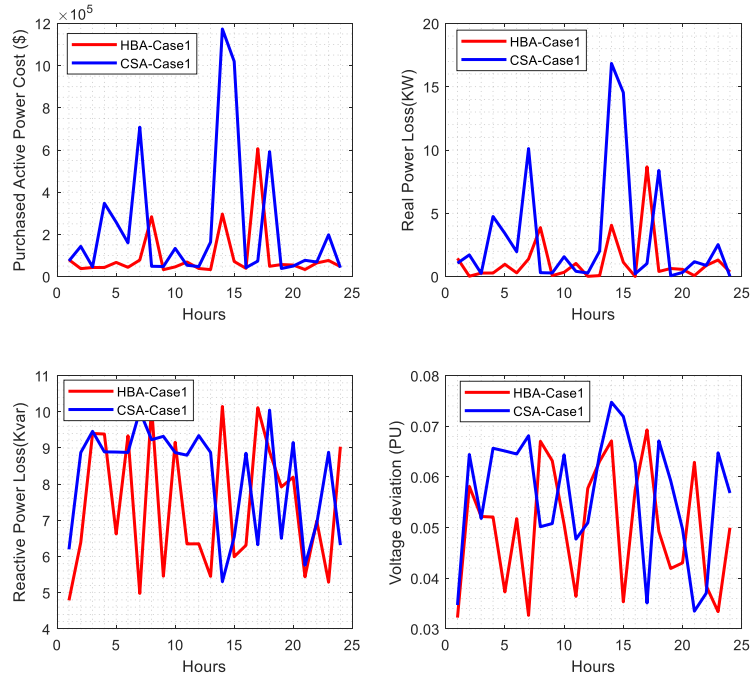 ×10⁵
12
10
8
6
4
2
0
0 5 10 15 20 25
Purchased Active Power Cost ($)
Hours
HBA-Case1
CSA-Case1
20
15
10
5
0
0 5 10 15 20 25
Real Power Loss(KW)
Hours
HBA-Case1
CSA-Case1
11
10
9
8
7
6
5
4
0 5 10 15 20 25
Reactive Power Loss(Kvar)
Hours
HBA-Case1
CSA-Case1
0.08
0.07
0.06
0.05
0.04
0.03
0 5 10 15 20 25
Voltage deviation (PU)
Hours
HBA-Case1
CSA-Case1